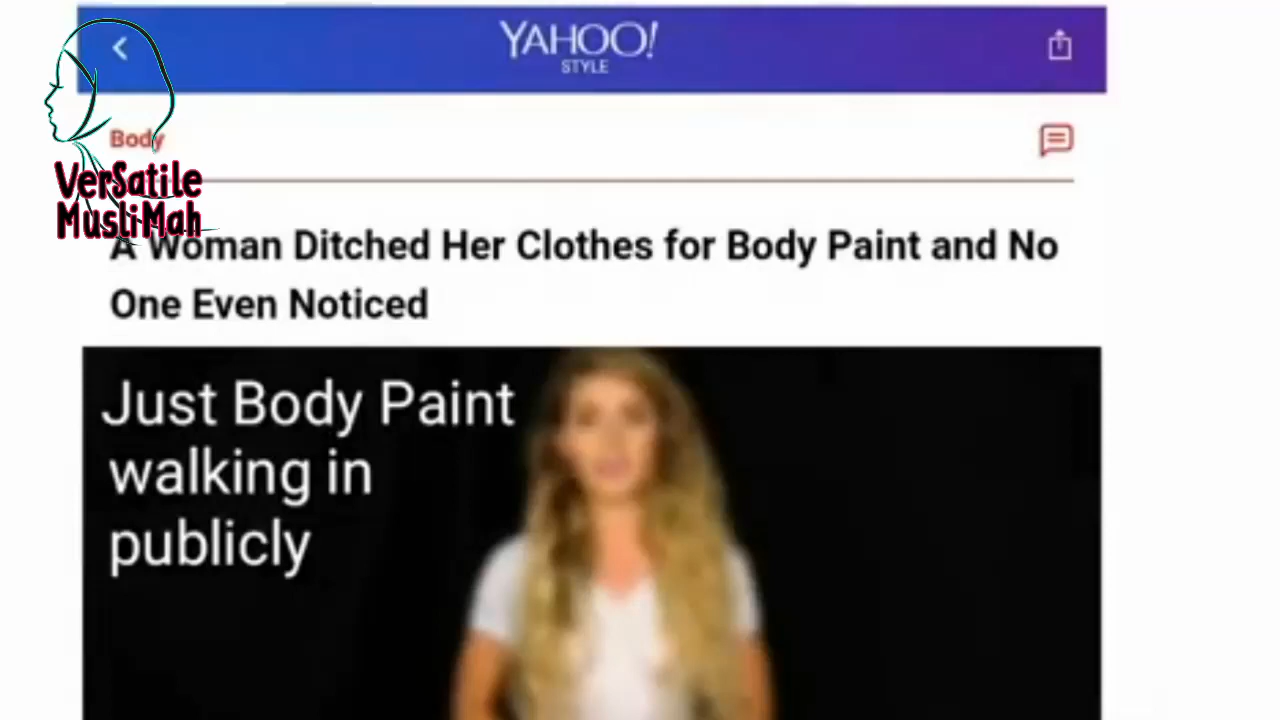 YAHOO!
STYLE
Body
VerSatile
MusliMah
A Woman Ditched Her Clothes for Body Paint and No
One Even Noticed
Just Body Paint
walking in
publicly